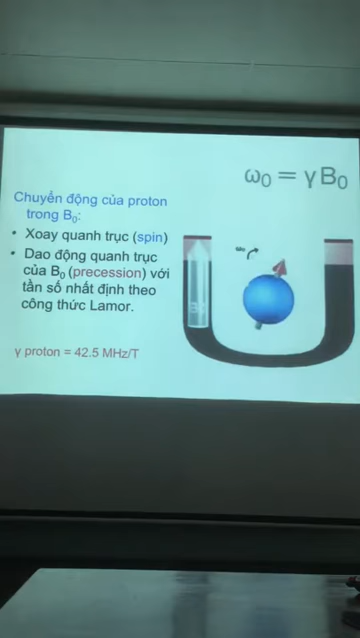 ω₀ = γ B₀
Chuyển động của proton
trong B₀:
• Xoay quanh trục (spin)
• Dao động quanh trục
của B₀ (precession) với
tần số nhất định theo
công thức Lamor.
γ proton = 42.5 MHz/T